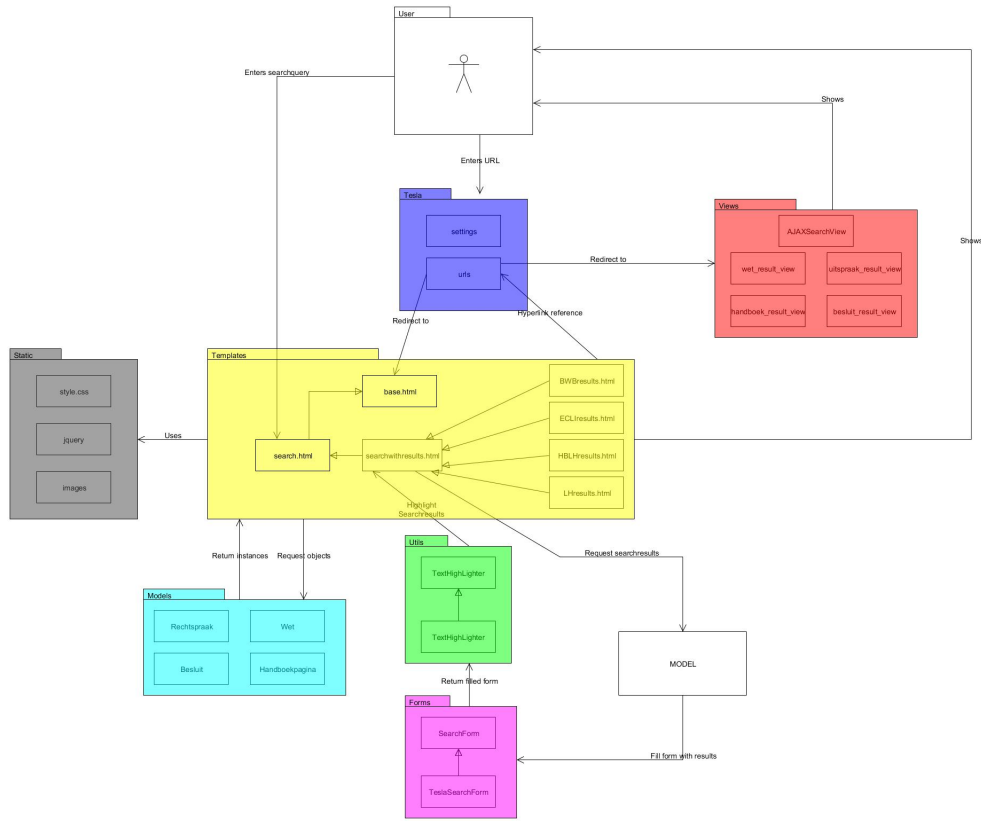 User
Enters searchquery
Shows
Enters URL
Tesla
settings
urls
Views
AJAXSearchView
wet_result_view
uitspraak_result_view
handboek_result_view
besluit_result_view
Redirect to
Shows
Hyperlink reference
Redirect to
Static
style.css
jquery
images
Uses
Templates
base.html
search.html
searchwithresults.html
BWBresults.html
ECLIresults.html
HBLHresults.html
LHresults.html
Highlight
Searchresults
Return instances
Request objects
Request searchresults
Utils
TextHighLighter
TextHighLighter
Models
Rechtspraak
Wet
Besluit
Handboekpagina
MODEL
Return filled form
Forms
SearchForm
TeslaSearchForm
Fill form with results